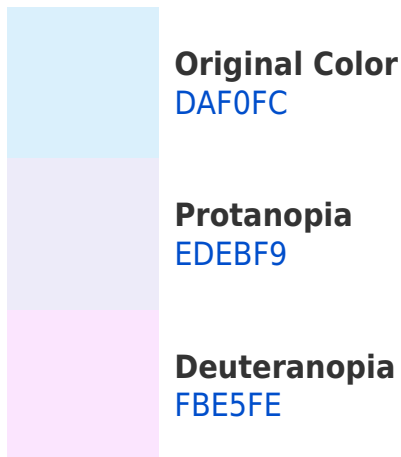 Original Color
DAF0FC
Protanopia
EDEBF9
Deuteranopia
FBE5FE